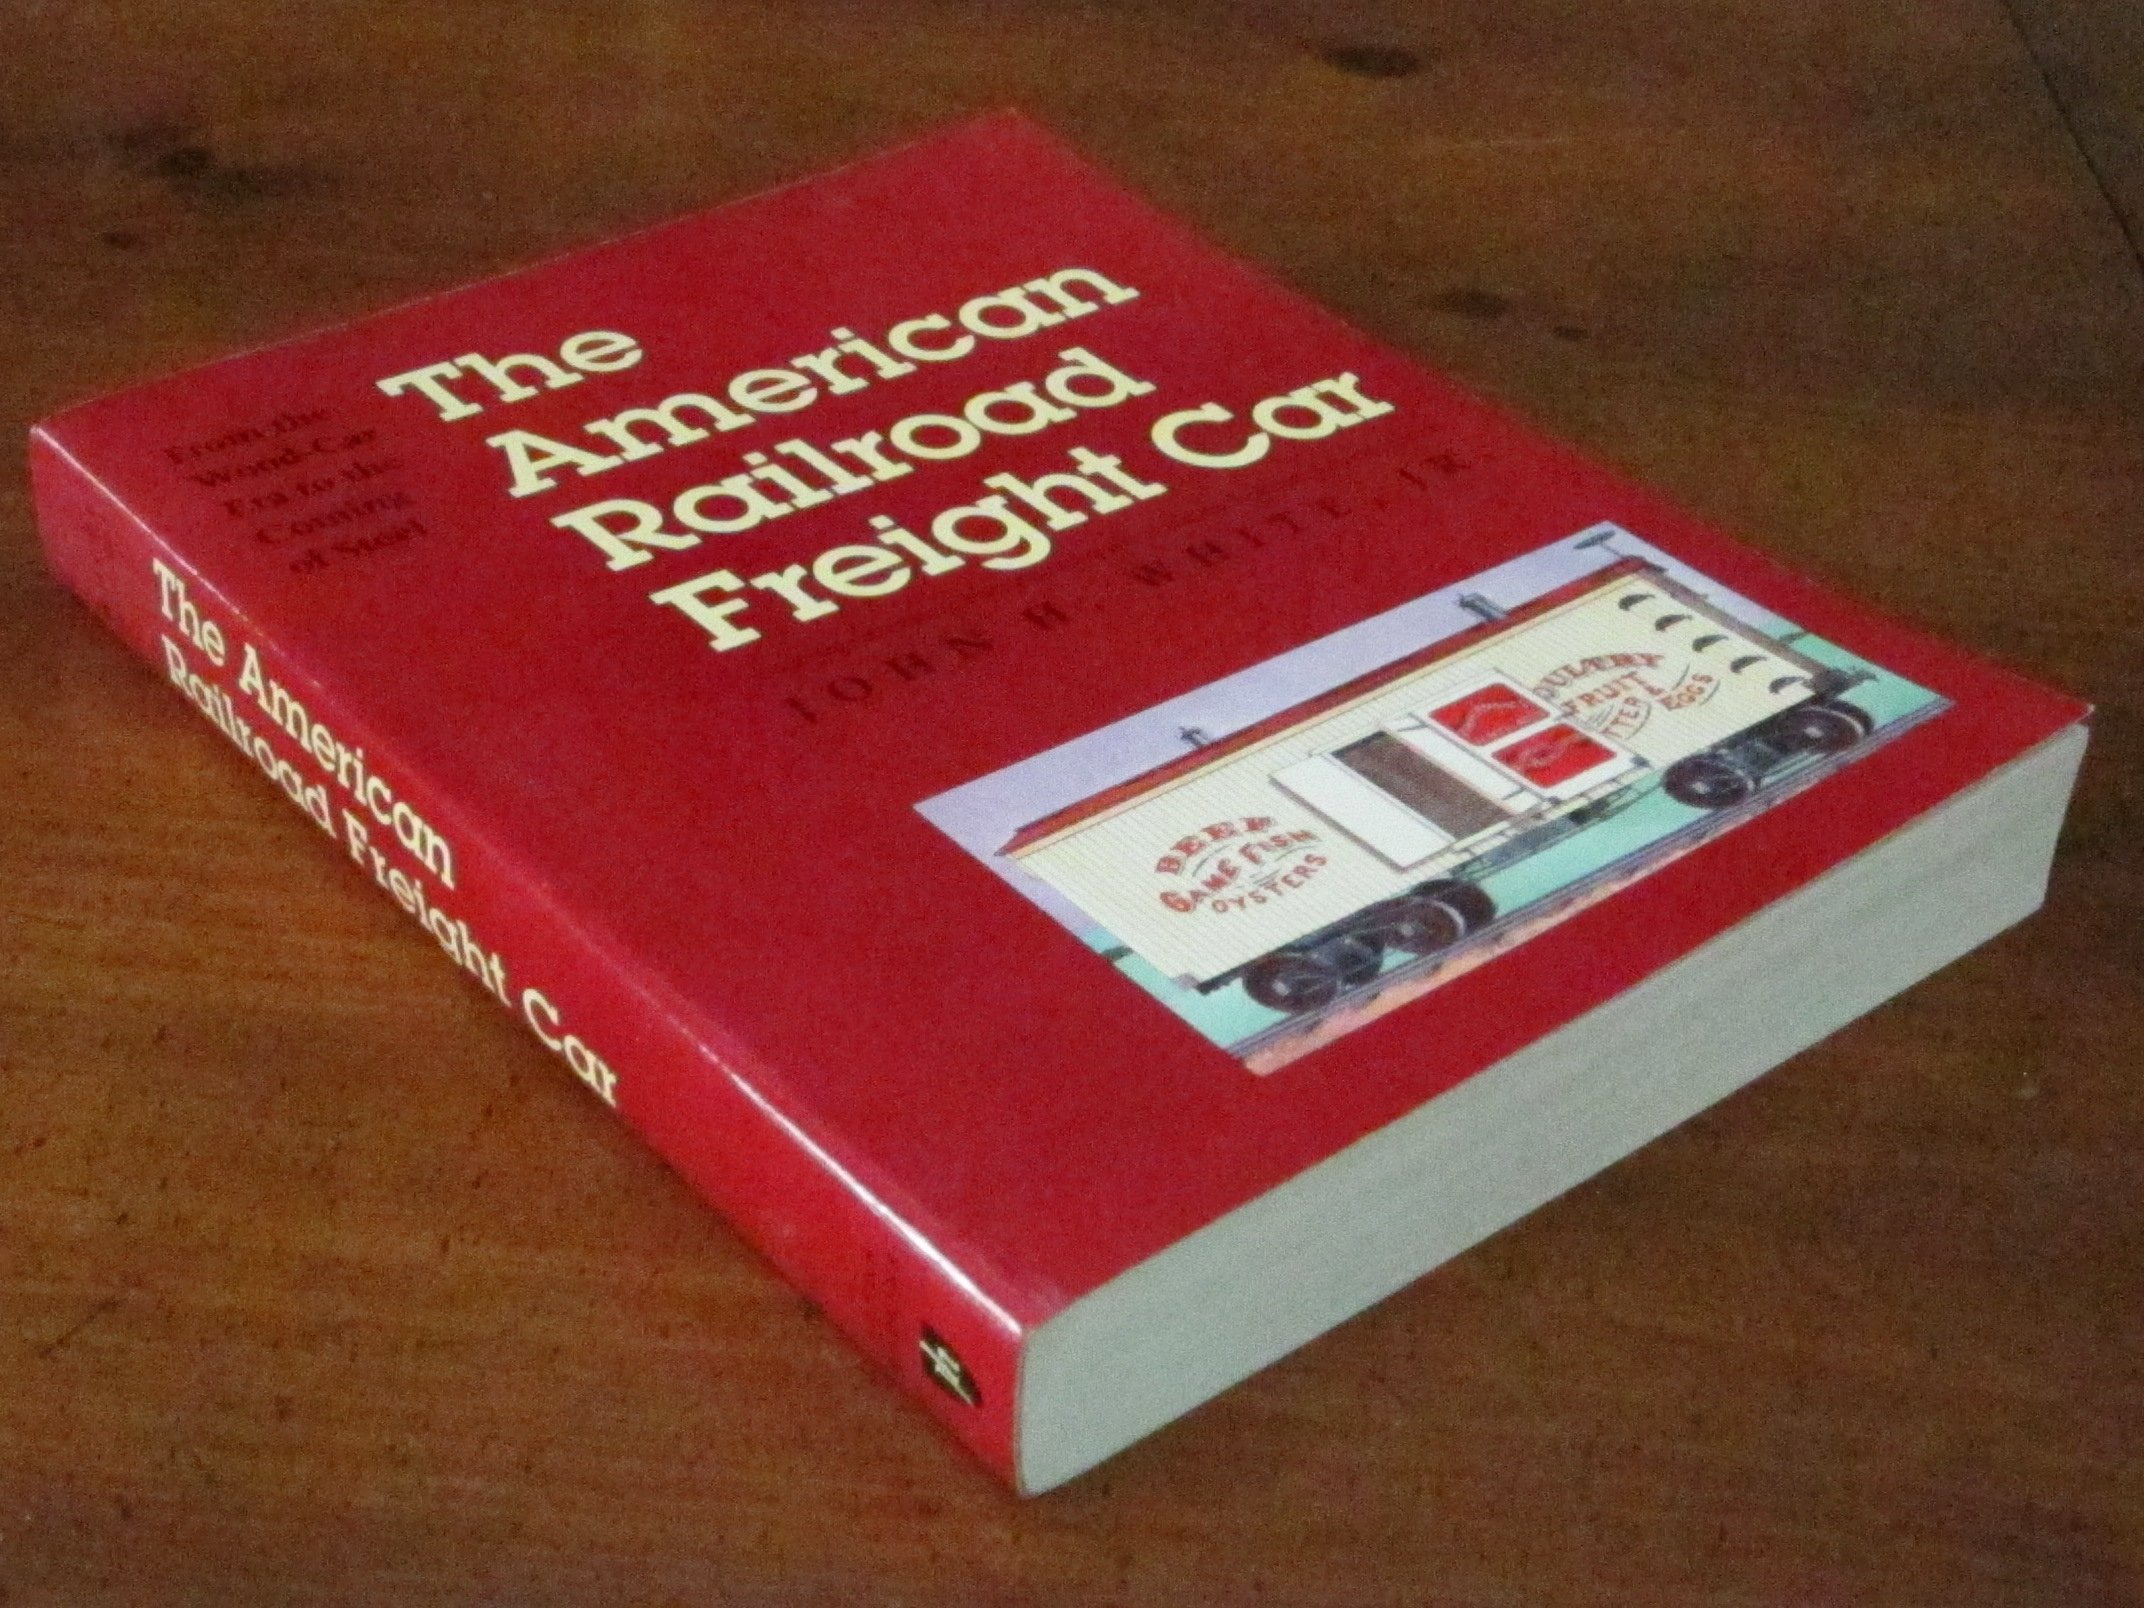 From the
Wood-Car
Era to the
Coming
of Steel
The
American
Railroad
Freight Car
JOHN H. WHITE, JR.
BEEF
GAME FISH
OYSTERS
FRUIT
&
EGGS
The American
Railroad Freight Car